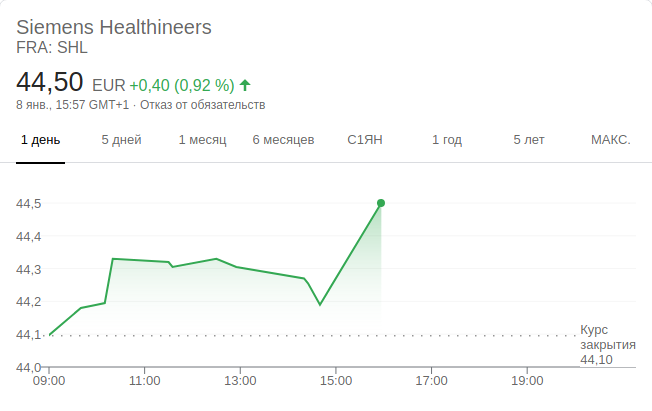 Siemens Healthineers
FRA: SHL
44,50 EUR +0,40 (0,92 %)
8 янв., 15:57 GMT+1 · Отказ от обязательств
1 день 5 дней 1 месяц 6 месяцев С1ЯН 1 год 5 лет МАКС.
44,5
44,4
44,3
44,2
44,1
44,0
Курс
закрытия
44,10
09:00 11:00 13:00 15:00 17:00 19:00